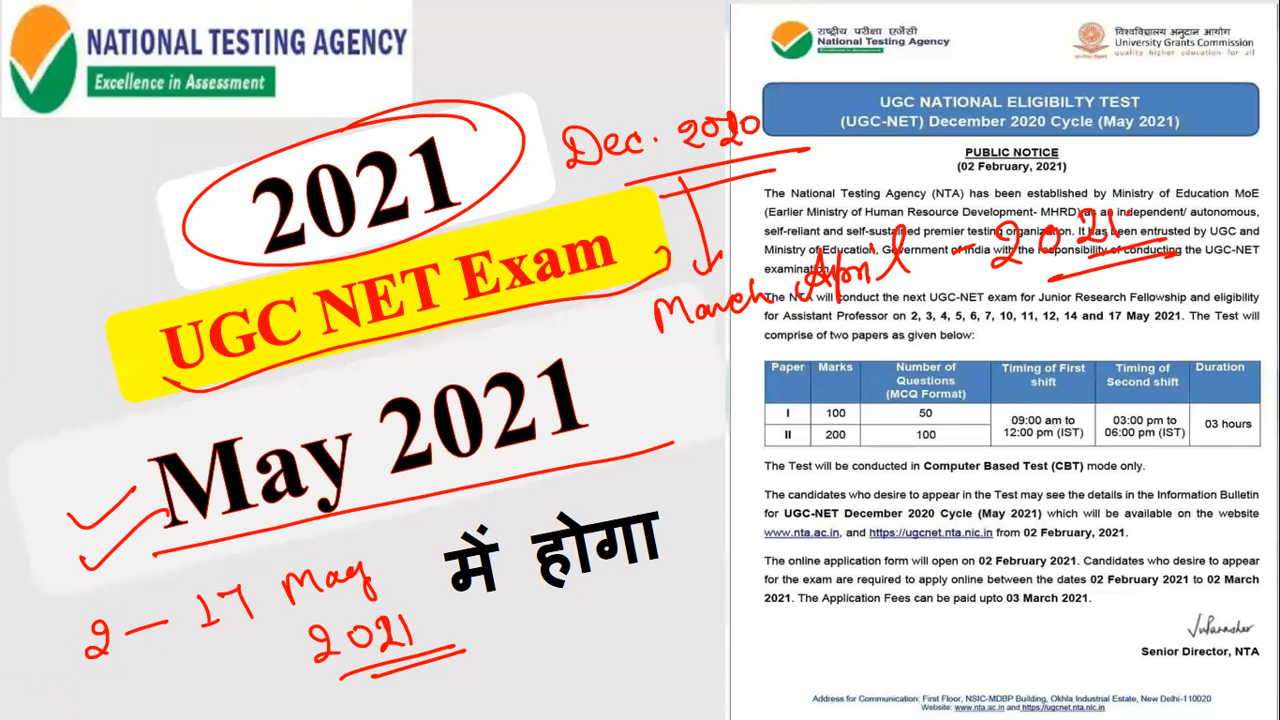 NATIONAL TESTING AGENCY
Excellence in Assessment
2021
UGC NET Exam
May 2021
में होगा
Dec. 2020
March April - 2021
2 - 17 May
2021
राष्ट्रीय परीक्षा एजेंसी
National Testing Agency
Excellence in Assessment
विश्वविद्यालय अनुदान आयोग
University Grants Commission
quality higher education for all
UGC NATIONAL ELIGIBILTY TEST
(UGC-NET) December 2020 Cycle (May 2021)
PUBLIC NOTICE
(02 February, 2021)
The National Testing Agency (NTA) has been established by Ministry of Education MoE
(Earlier Ministry of Human Resource Development- MHRD) as an independent/ autonomous,
self-reliant and self-sustained premier testing organization. It has been entrusted by UGC and
Ministry of Education, Government of India with the responsibility of conducting the UGC-NET
examination.
The NTA will conduct the next UGC-NET exam for Junior Research Fellowship and eligibility
for Assistant Professor on 2, 3, 4, 5, 6, 7, 10, 11, 12, 14 and 17 May 2021. The Test will
comprise of two papers as given below:
Paper Marks Number of Questions (MCQ Format) Timing of First shift Timing of Second shift Duration
I 100 50 09:00 am to 12:00 pm (IST) 03:00 pm to 06:00 pm (IST) 03 hours
II 200 100
The Test will be conducted in Computer Based Test (CBT) mode only.
The candidates who desire to appear in the Test may see the details in the Information Bulletin
for UGC-NET December 2020 Cycle (May 2021) which will be available on the website
www.nta.ac.in, and https://ugcnet.nta.nic.in from 02 February, 2021.
The online application form will open on 02 February 2021. Candidates who desire to appear
for the exam are required to apply online between the dates 02 February 2021 to 02 March
2021. The Application Fees can be paid upto 03 March 2021.
Senior Director, NTA
Address for Communication: First Floor, NSIC-MDBP Building, Okhla Industrial Estate, New Delhi-110020
Website: www.nta.ac.in and https://ugcnet.nta.nic.in